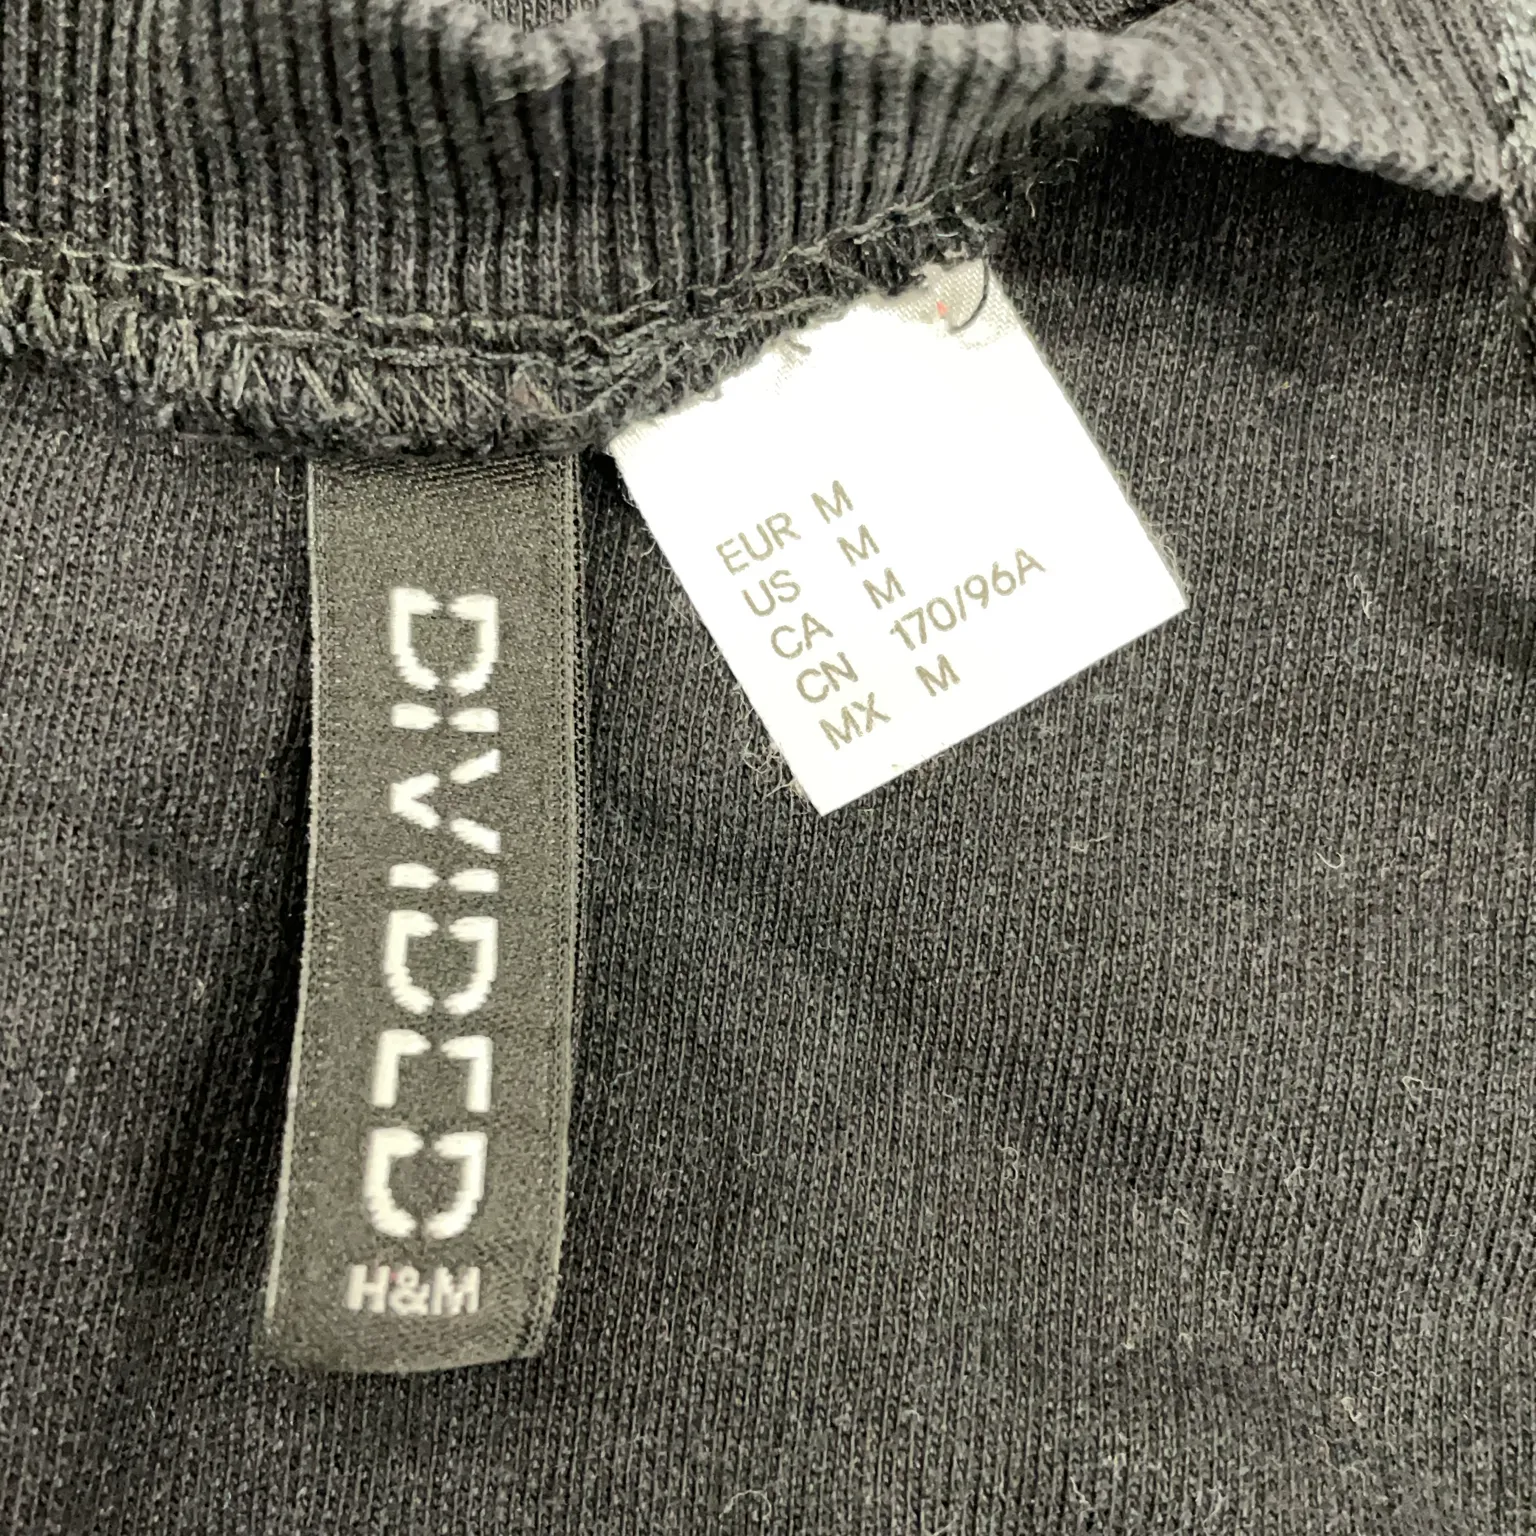 DIVIDED
H&M
EUR M
US M
CA M
CN 170/96A
MX M